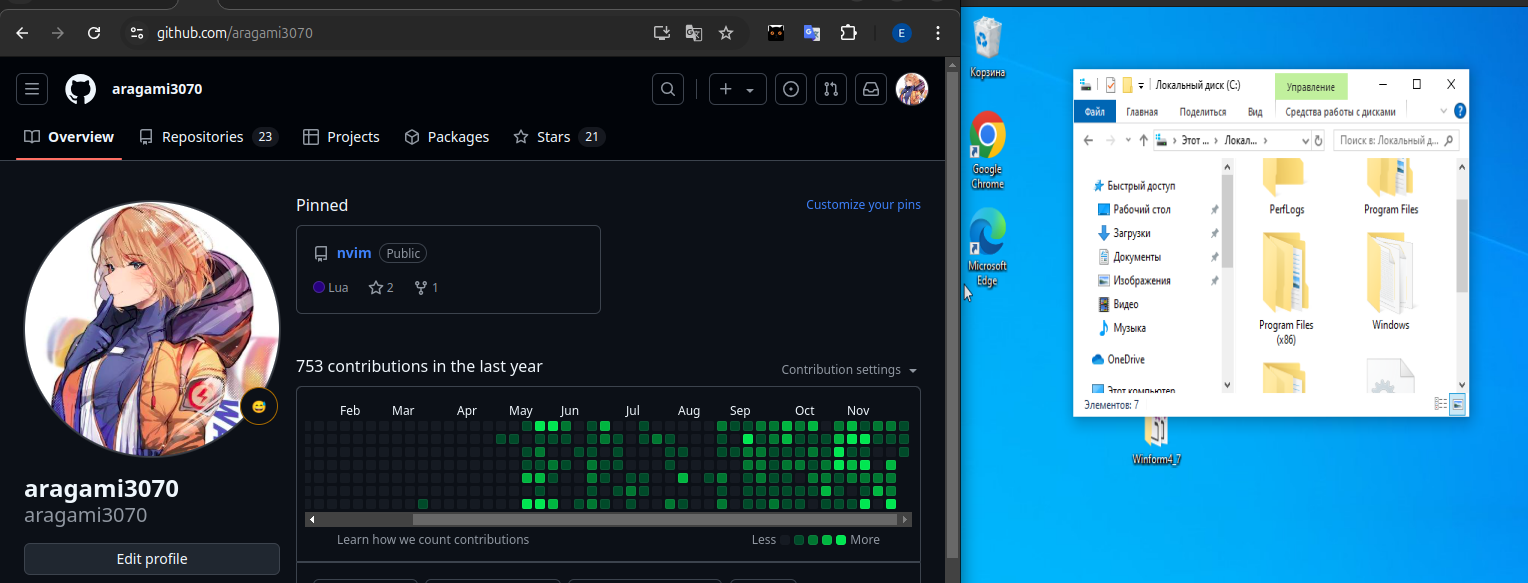 github.com/aragami3070
E
aragami3070
Overview
Repositories 23
Projects
Packages
Stars 21
Pinned
Customize your pins
nvim Public
Lua 2 1
753 contributions in the last year
Contribution settings
Feb Mar Apr May Jun Jul Aug Sep Oct Nov
Learn how we count contributions
Less More
aragami3070
aragami3070
Edit profile
Корзина
Google
Chrome
Microsoft
Edge
Winform4_7
Локальный диск (C:)
Управление
Файл Главная Поделиться Вид Средства работы с дисками
Этот ... Локал...
Поиск в: Локальный д...
Быстрый доступ
Рабочий стол
Загрузки
Документы
Изображения
Видео
Музыка
OneDrive
Этот компьютер
PerfLogs
Program Files
Program Files
(x86)
Windows
Элементов: 7